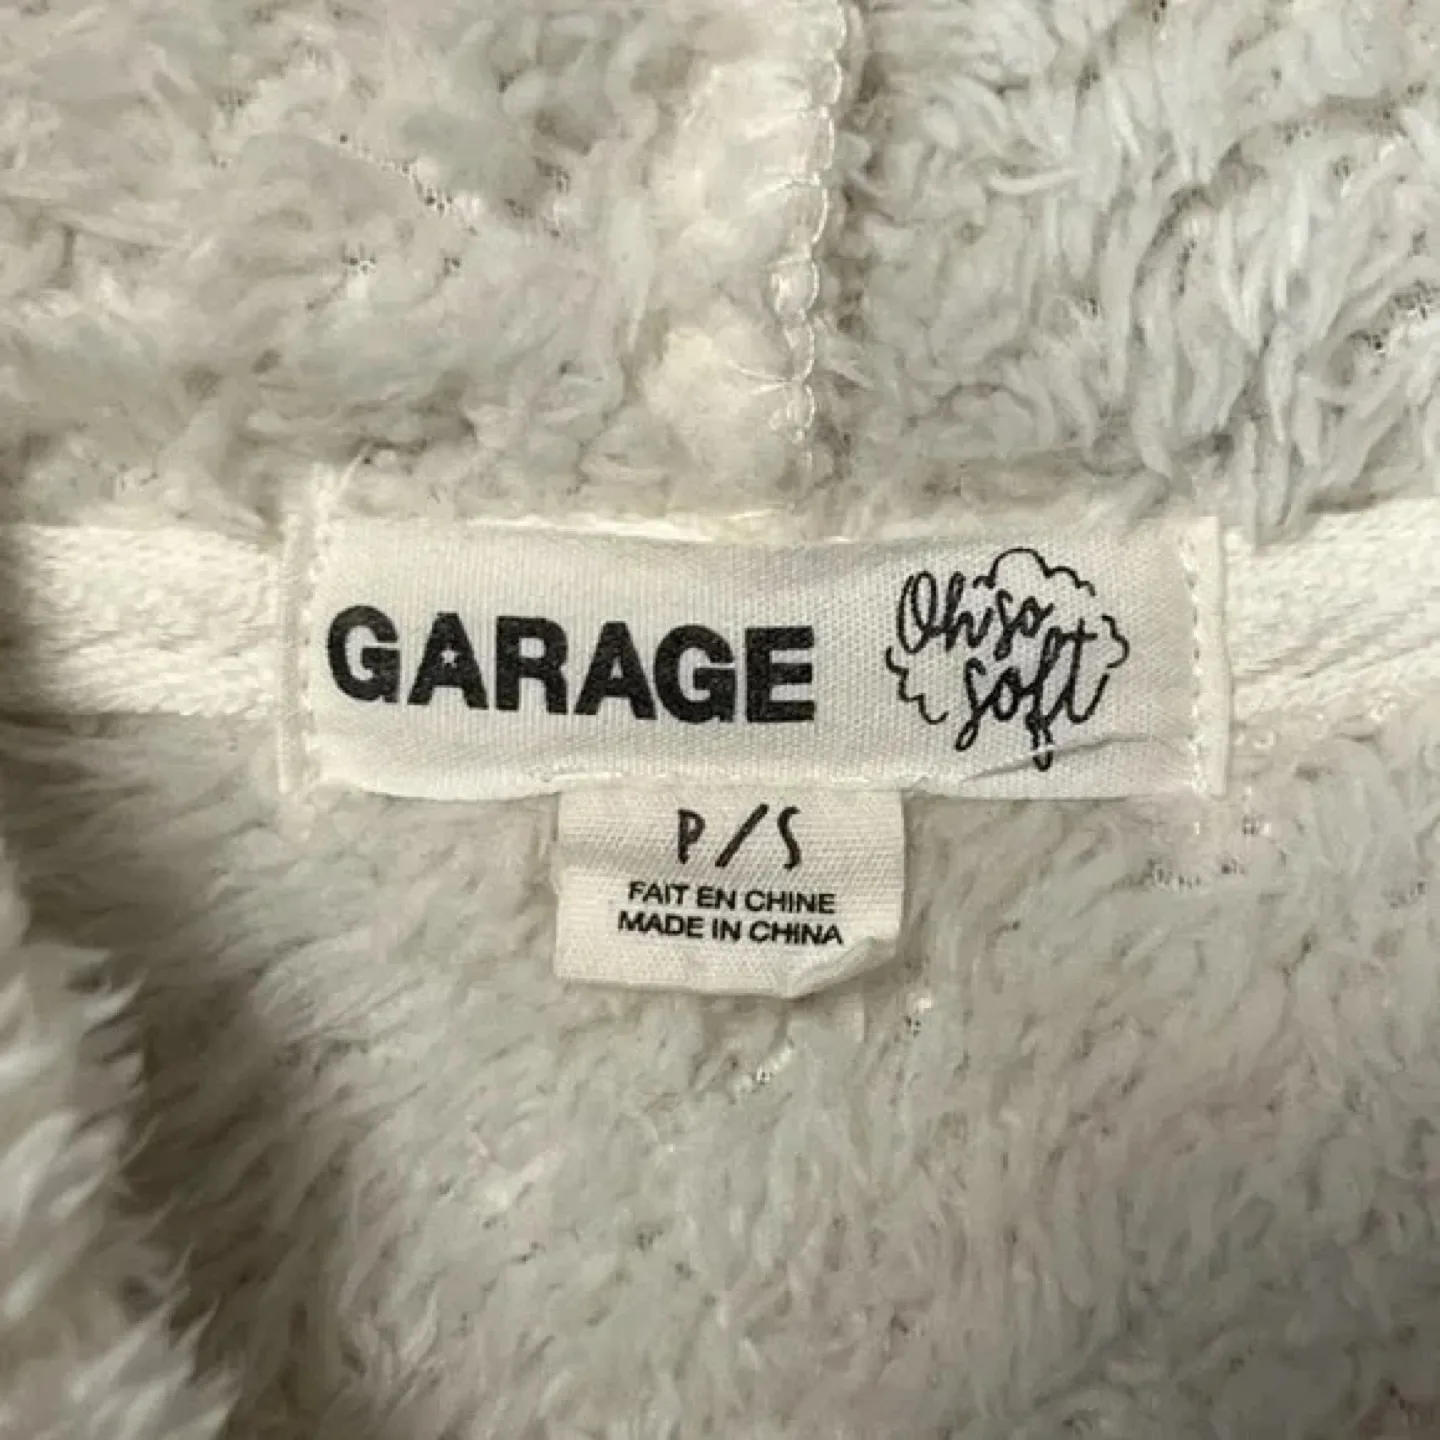 GARAGE
Oh so
soft
P/S
FAIT EN CHINE
MADE IN CHINA